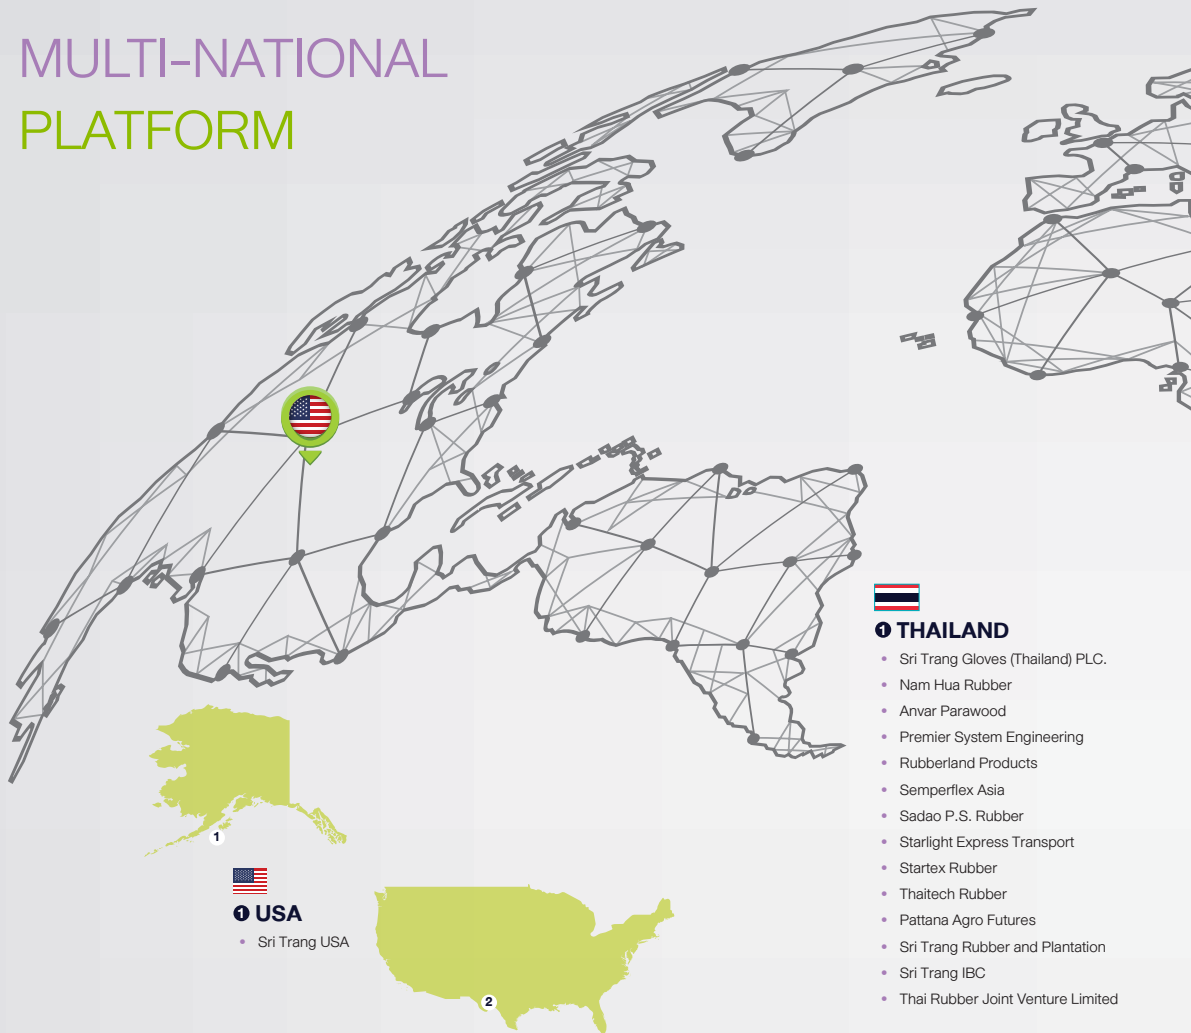 MULTI-NATIONAL
PLATFORM
❶ THAILAND
• Sri Trang Gloves (Thailand) PLC.
• Nam Hua Rubber
• Anvar Parawood
• Premier System Engineering
• Rubberland Products
• Semperflex Asia
• Sadao P.S. Rubber
• Starlight Express Transport
• Startex Rubber
• Thaitech Rubber
• Pattana Agro Futures
• Sri Trang Rubber and Plantation
• Sri Trang IBC
• Thai Rubber Joint Venture Limited
1
❶ USA
• Sri Trang USA
2